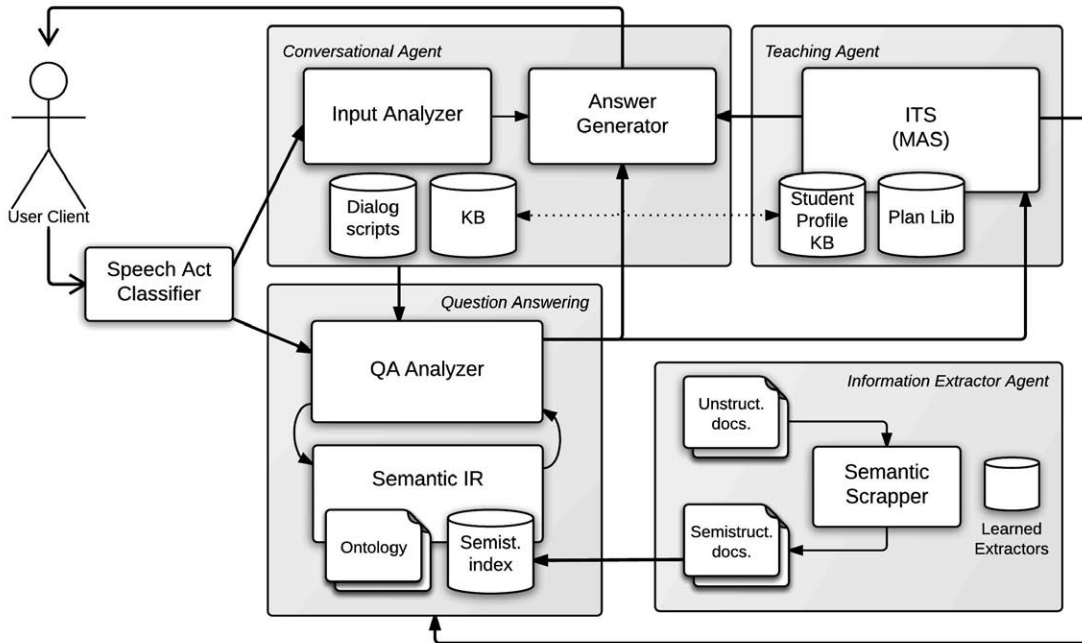 Conversational Agent
Teaching Agent
Input Analyzer
Answer
Generator
ITS
(MAS)
Dialog
scripts
KB
Student
Profile
KB
Plan Lib
User Client
Speech Act
Classifier
Question Answering
QA Analyzer
Semantic IR
Ontology
Semist.
index
Information Extractor Agent
Unstruct.
docs.
Semantic
Scrapper
Semistruct.
docs.
Learned
Extractors